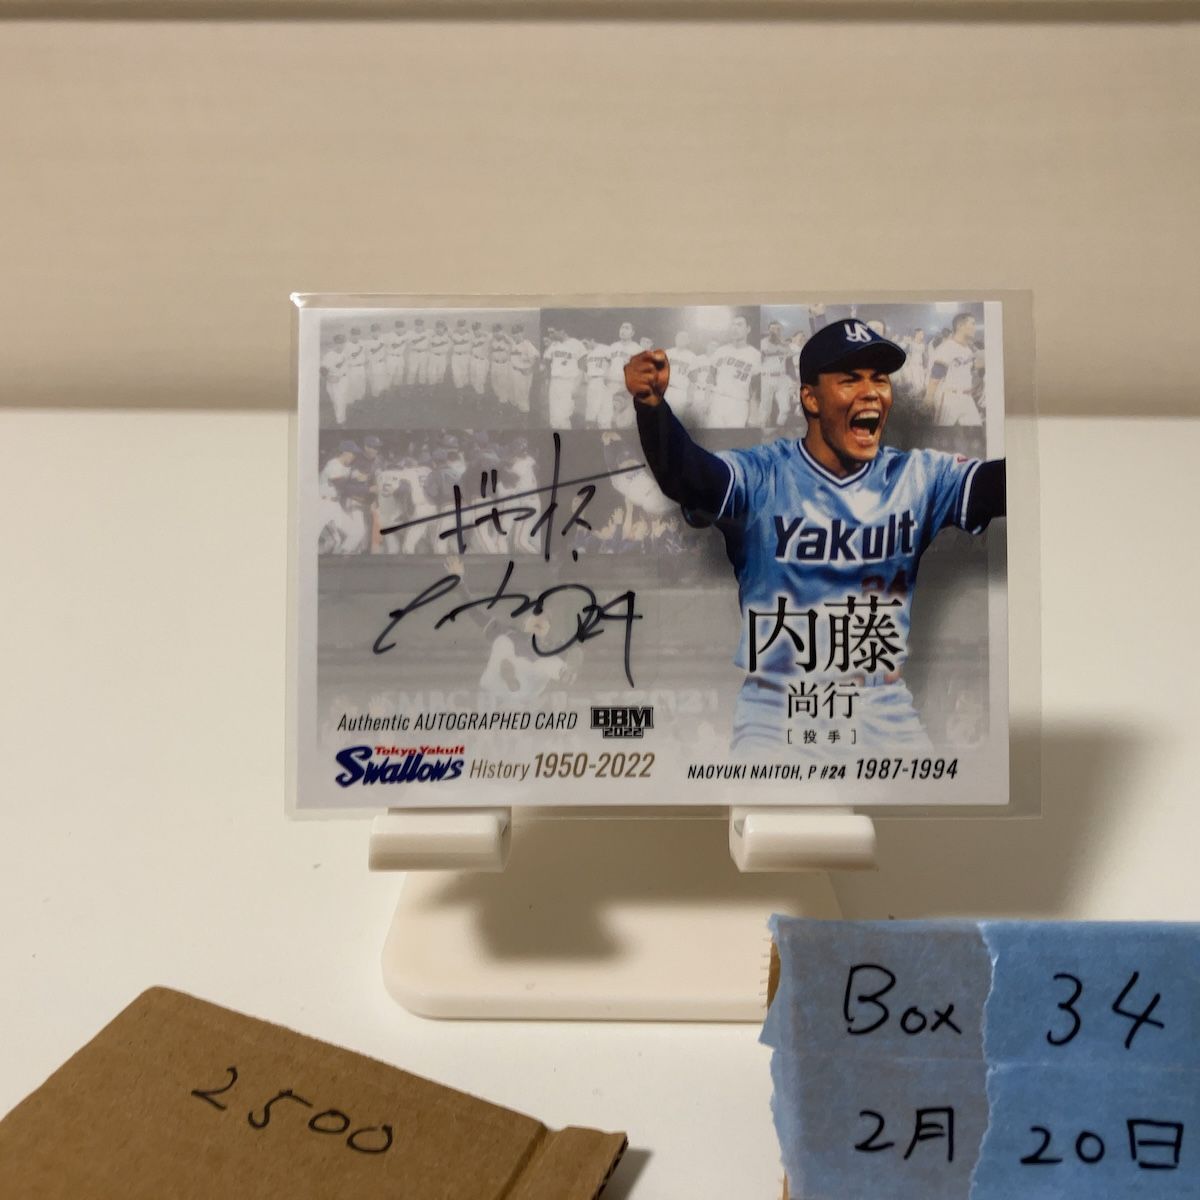 Yakult
24
内藤
尚行
[投手]
Authentic AUTOGRAPHED CARD BBM 2022
Tokyo Yakult
Swallows History 1950-2022
NAOYUKI NAITOH, P #24 1987-1994
2500
Box 34
2月 20日